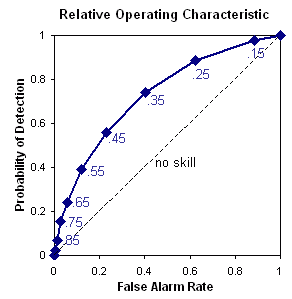 Relative Operating Characteristic
Probability of Detection
1
0.8
0.6
0.4
0.2
0
.15
.25
.35
.45
.55
.65
.75
.85
no skill
0 0.2 0.4 0.6 0.8 1
False Alarm Rate